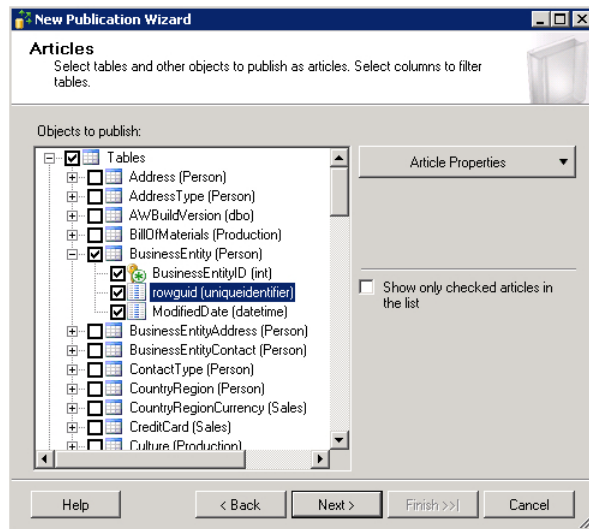 New Publication Wizard
Articles
Select tables and other objects to publish as articles. Select columns to filter
tables.
Objects to publish:
Tables
Address (Person)
AddressType (Person)
AWBuildVersion (dbo)
BillOfMaterials (Production)
BusinessEntity (Person)
BusinessEntityID (int)
rowguid (uniqueidentifier)
ModifiedDate (datetime)
BusinessEntityAddress (Person)
BusinessEntityContact (Person)
ContactType (Person)
CountryRegion (Person)
CountryRegionCurrency (Sales)
CreditCard (Sales)
Culture (Production)
Article Properties
Show only checked articles in
the list
Help
< Back
Next >
Finish >>|
Cancel